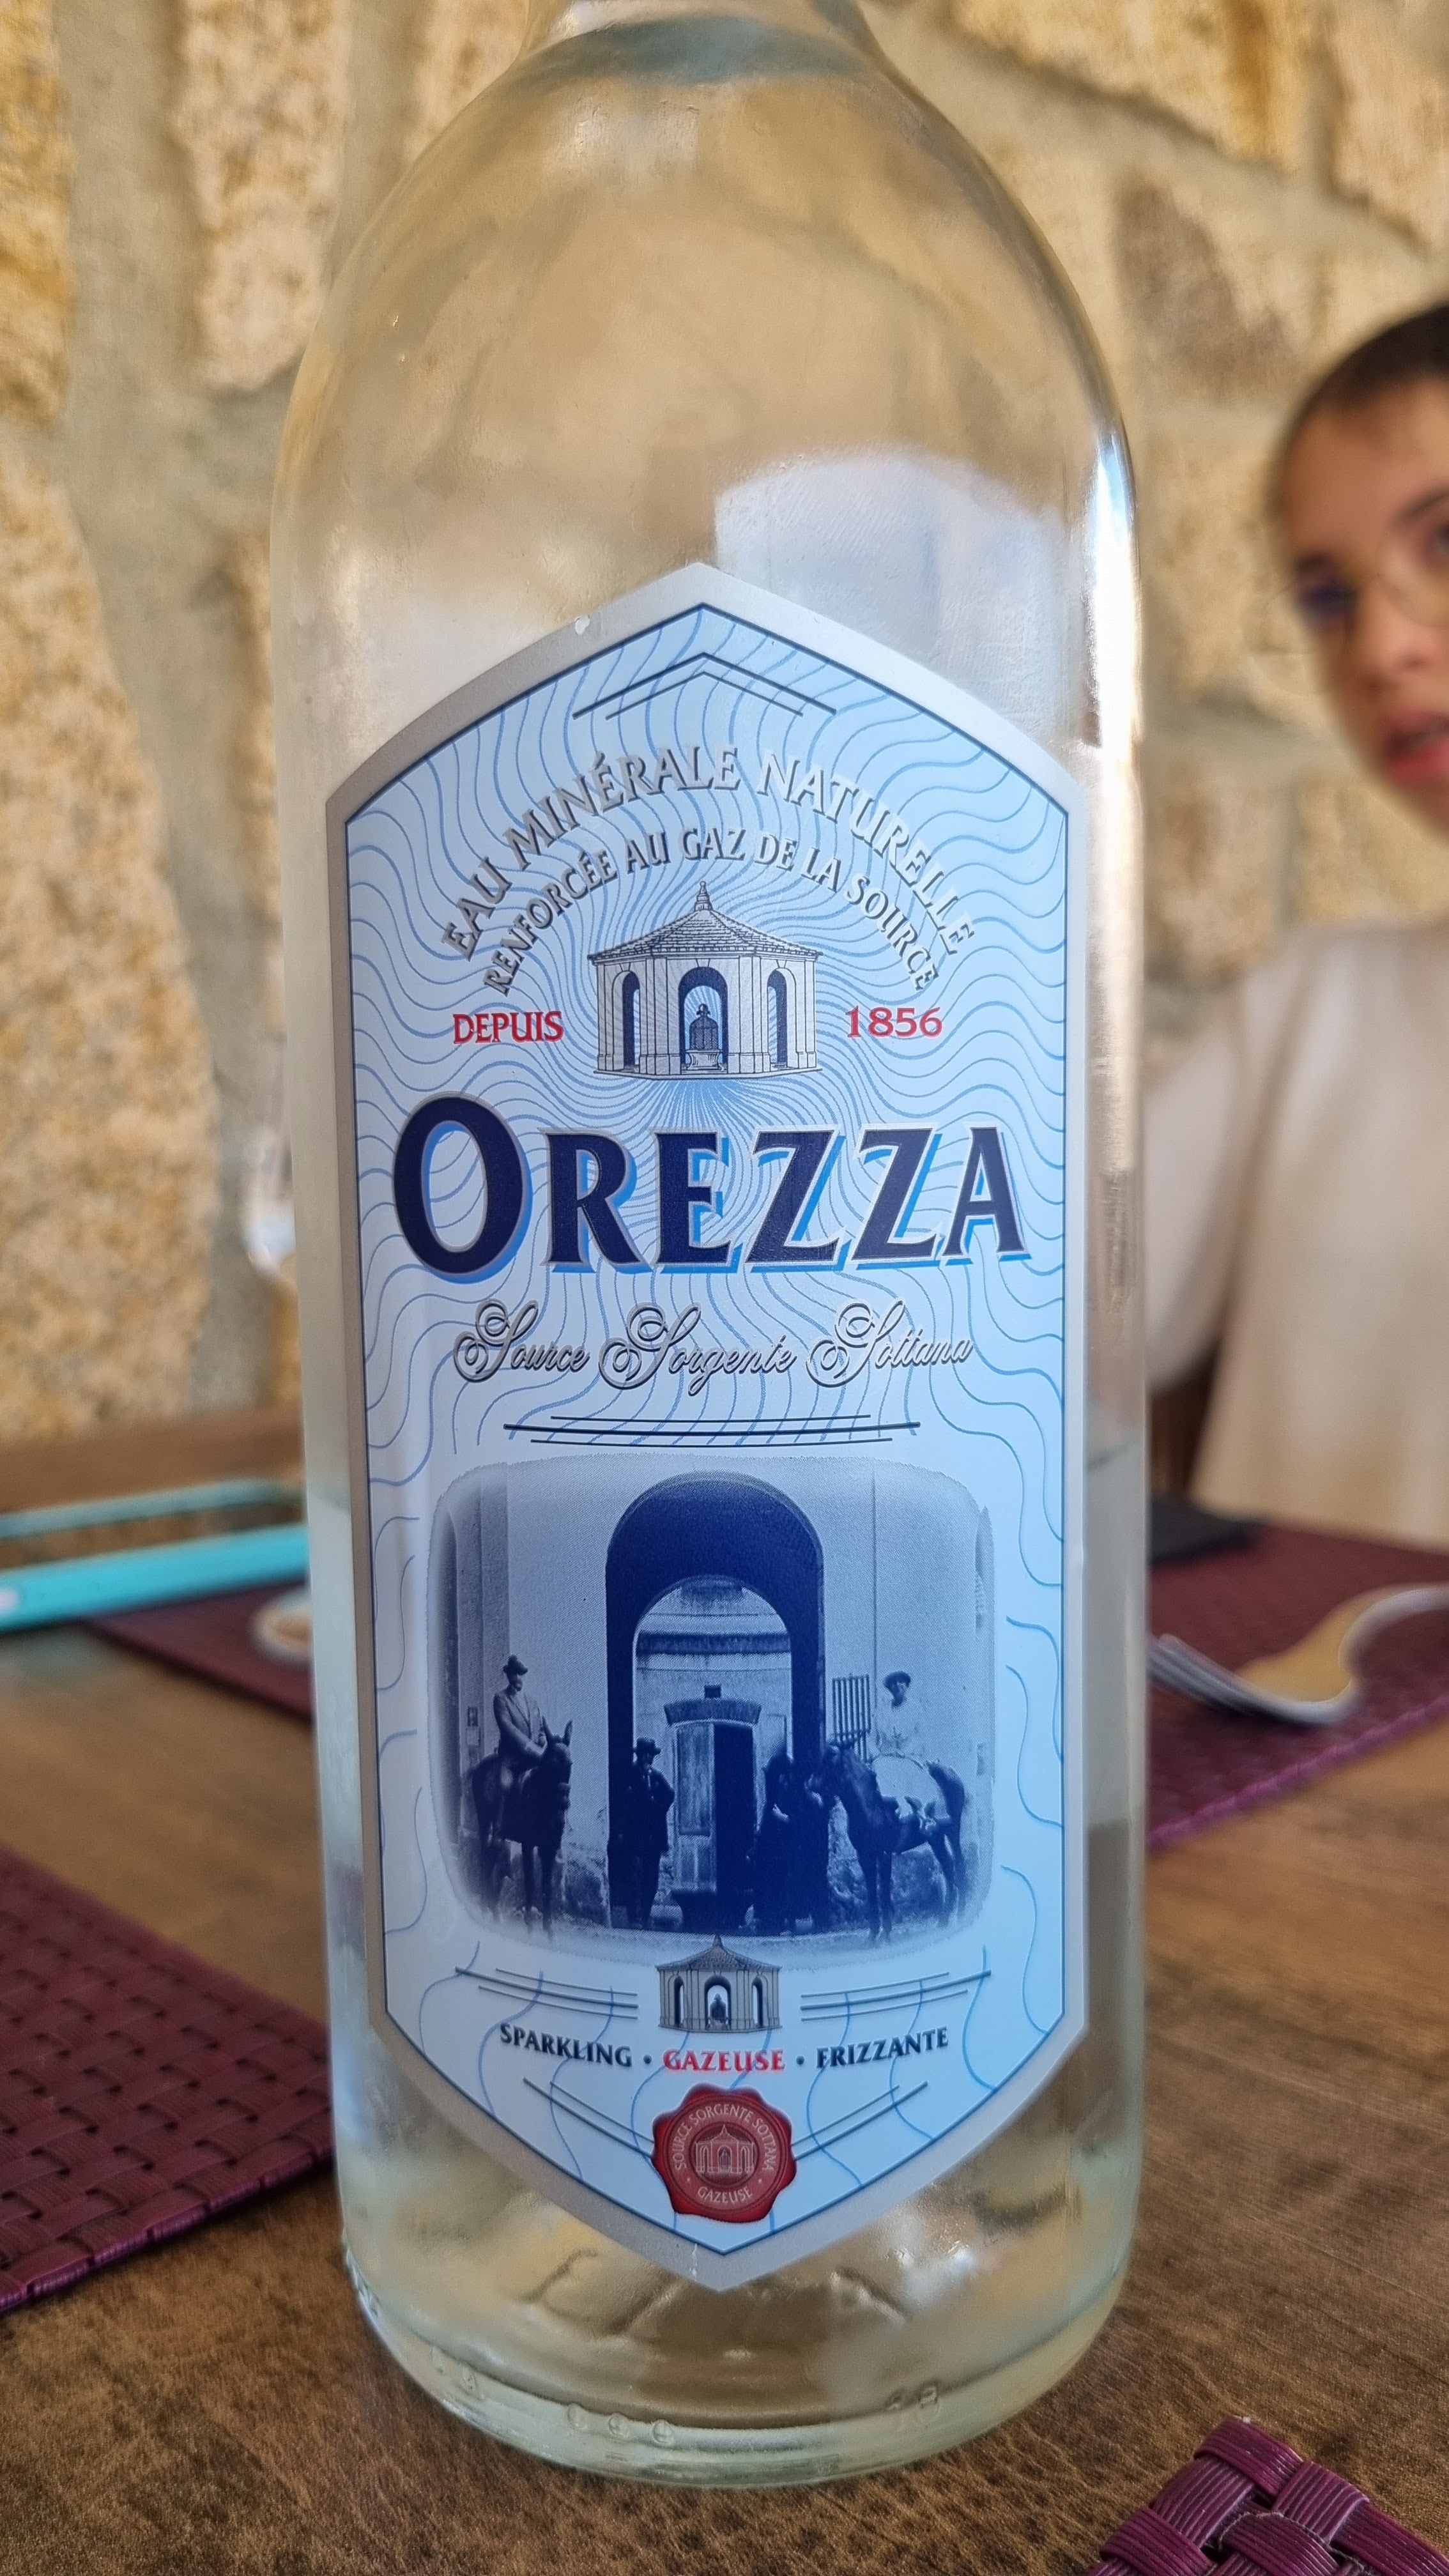 EAU MINÉRALE NATURELLE
RENFORCÉE AU GAZ DE LA SOURCE
DEPUIS 1856
OREZZA
Source Sorgente Sottana
SPARKLING • GAZEUSE • FRIZZANTE
SOURCE SORGENTE SOTTANA
• GAZEUSE •